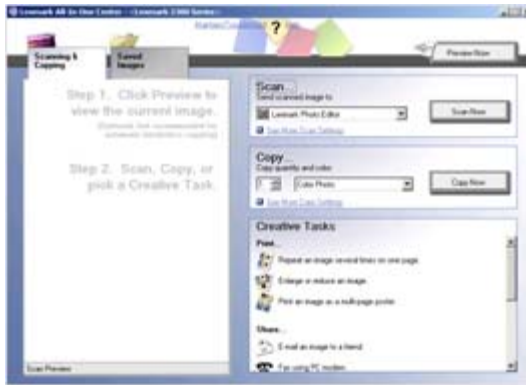 Lexmark All-In-One Center - <Lexmark 2300 Series>
?
Preview Now
Scanning &
Copying
Saved
Images
Step 1. Click Preview to
view the current image.
Step 2. Scan, Copy, or
pick a Creative Task.
Scan...
Send scanned image to:
Lexmark Photo Editor
Scan Now
See More Scan Settings
Copy...
Copy quantity and color:
Color Photo
Copy Now
See More Copy Settings
Creative Tasks
Print...
Repeat an image several times on one page.
Enlarge or reduce an image.
Print an image as a multi-page poster.
Share...
E-mail an image to a friend.
Fax using PC modem.
Scan Preview